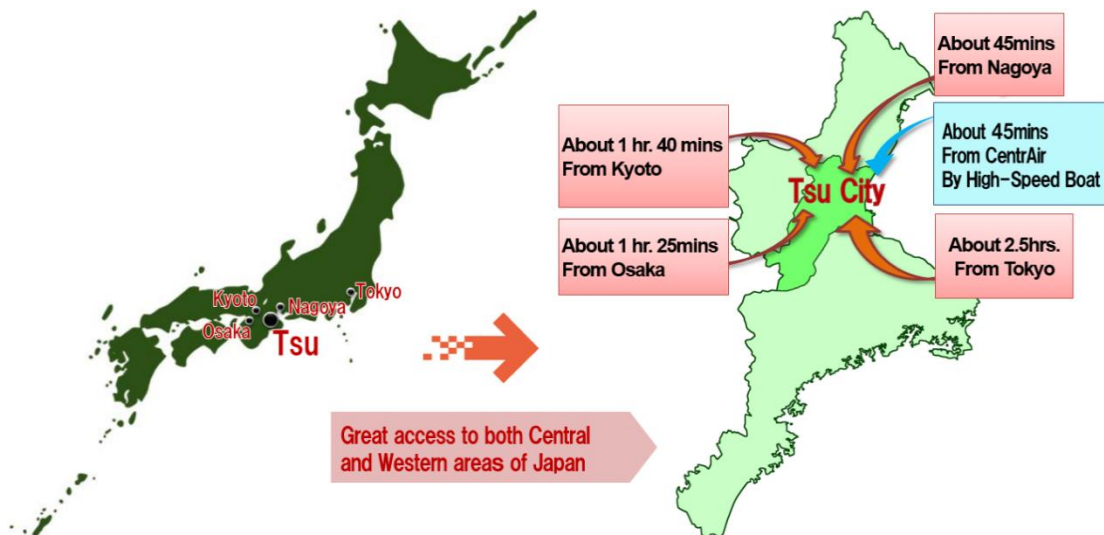 Kyoto
Osaka
Nagoya
Tokyo
Tsu
Great access to both Central
and Western areas of Japan
About 1 hr. 40 mins
From Kyoto
About 1 hr. 25mins
From Osaka
Tsu City
About 45mins
From Nagoya
About 45mins
From CentrAir
By High-Speed Boat
About 2.5hrs.
From Tokyo